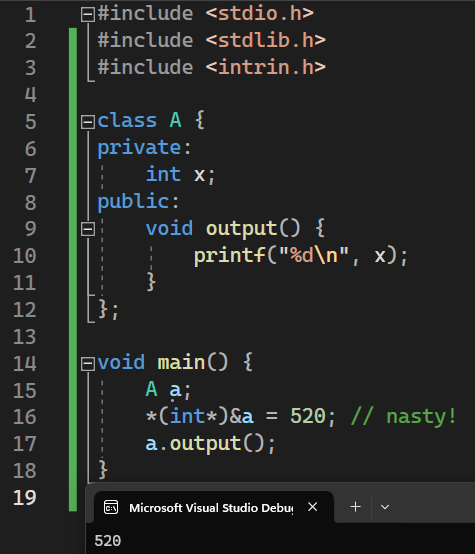 1 #include <stdio.h>
2 #include <stdlib.h>
3 #include <intrin.h>
4
5 class A {
6 private:
7     int x;
8 public:
9     void output() {
10         printf("%d\n", x);
11     }
12 };
13
14 void main() {
15     A a;
16     *(int*)&a = 520; // nasty!
17     a.output();
18 }
19
Microsoft Visual Studio Debug
520